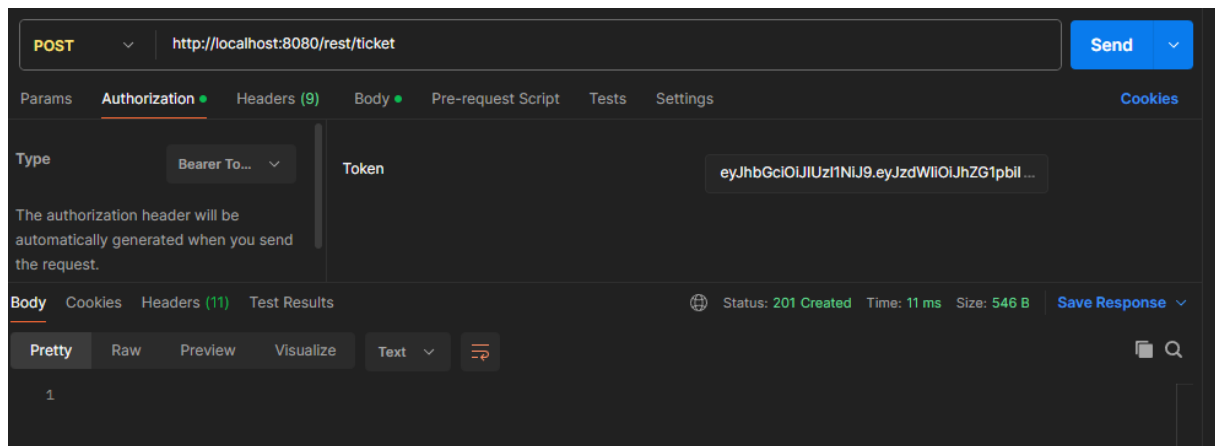 POST http://localhost:8080/rest/ticket Send
Params Authorization Headers (9) Body Pre-request Script Tests Settings Cookies
Type Bearer To... Token eyJhbGciOiJIUzI1NiJ9.eyJzdWIiOiJhZG1pbiI ...
The authorization header will be
automatically generated when you send
the request.
Body Cookies Headers (11) Test Results Status: 201 Created Time: 11 ms Size: 546 B Save Response
Pretty Raw Preview Visualize Text
1